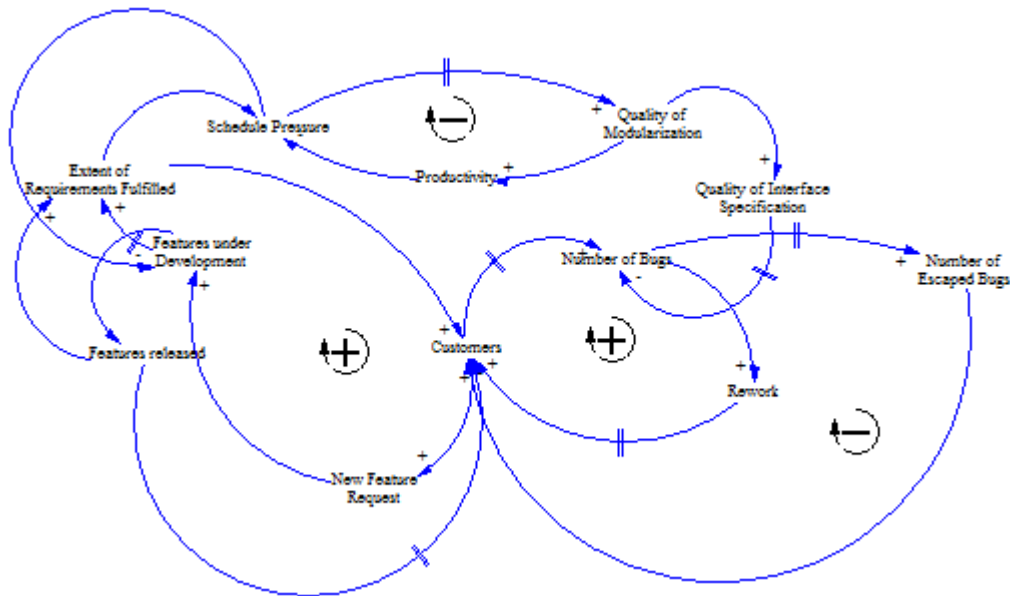 Schedule Pressure
Quality of
Modularization
Productivity
Extent of
Requirements Fulfilled
Quality of Interface
Specification
Features under
Development
Number of Bugs
Number of
Escaped Bugs
Features released
Customers
Rework
New Feature
Request